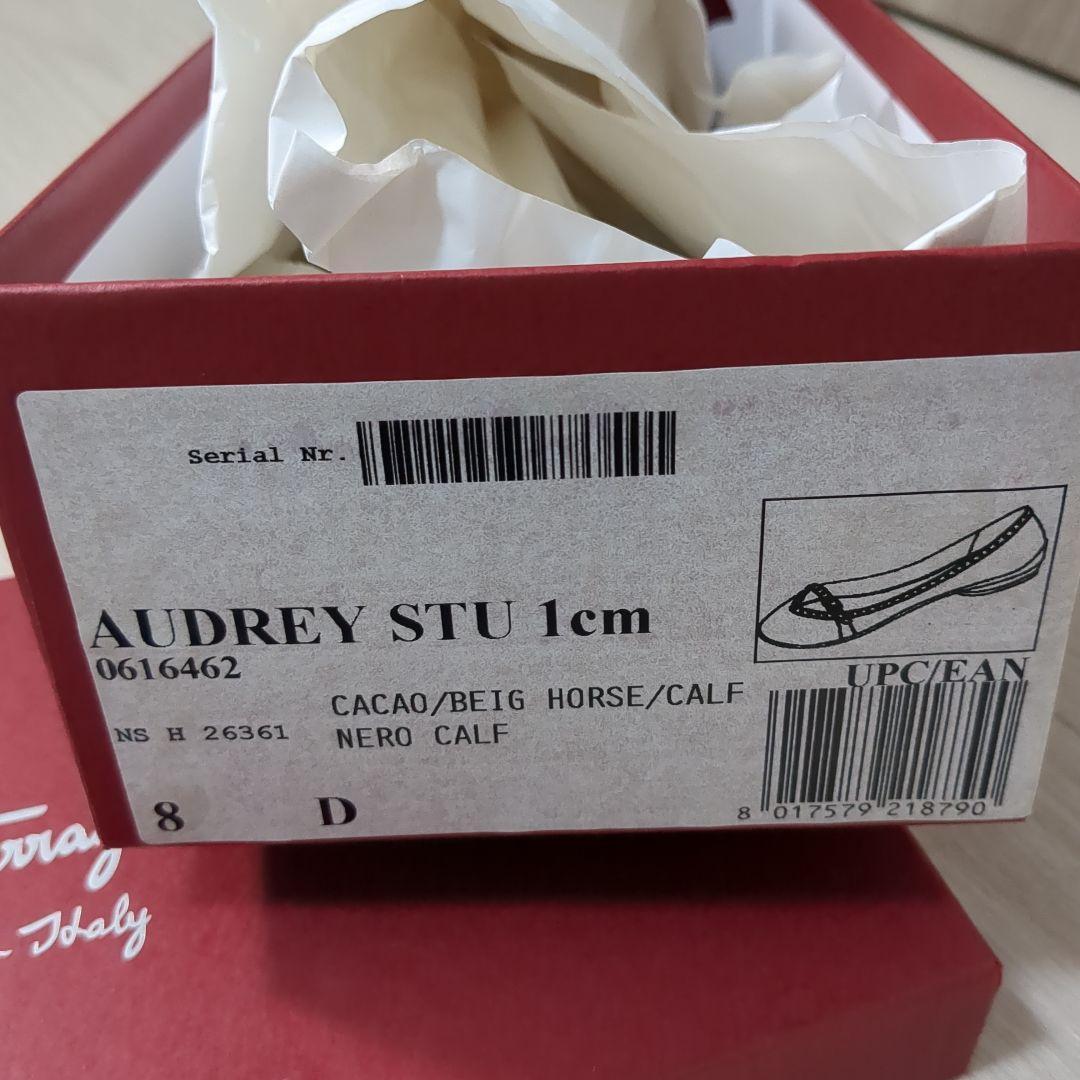 Serial Nr.
AUDREY STU 1cm
0616462
CACAO/BEIG HORSE/CALF
NS H 26361
NERO CALF
8 D
UPC/EAN
8 017579 218790
Italy